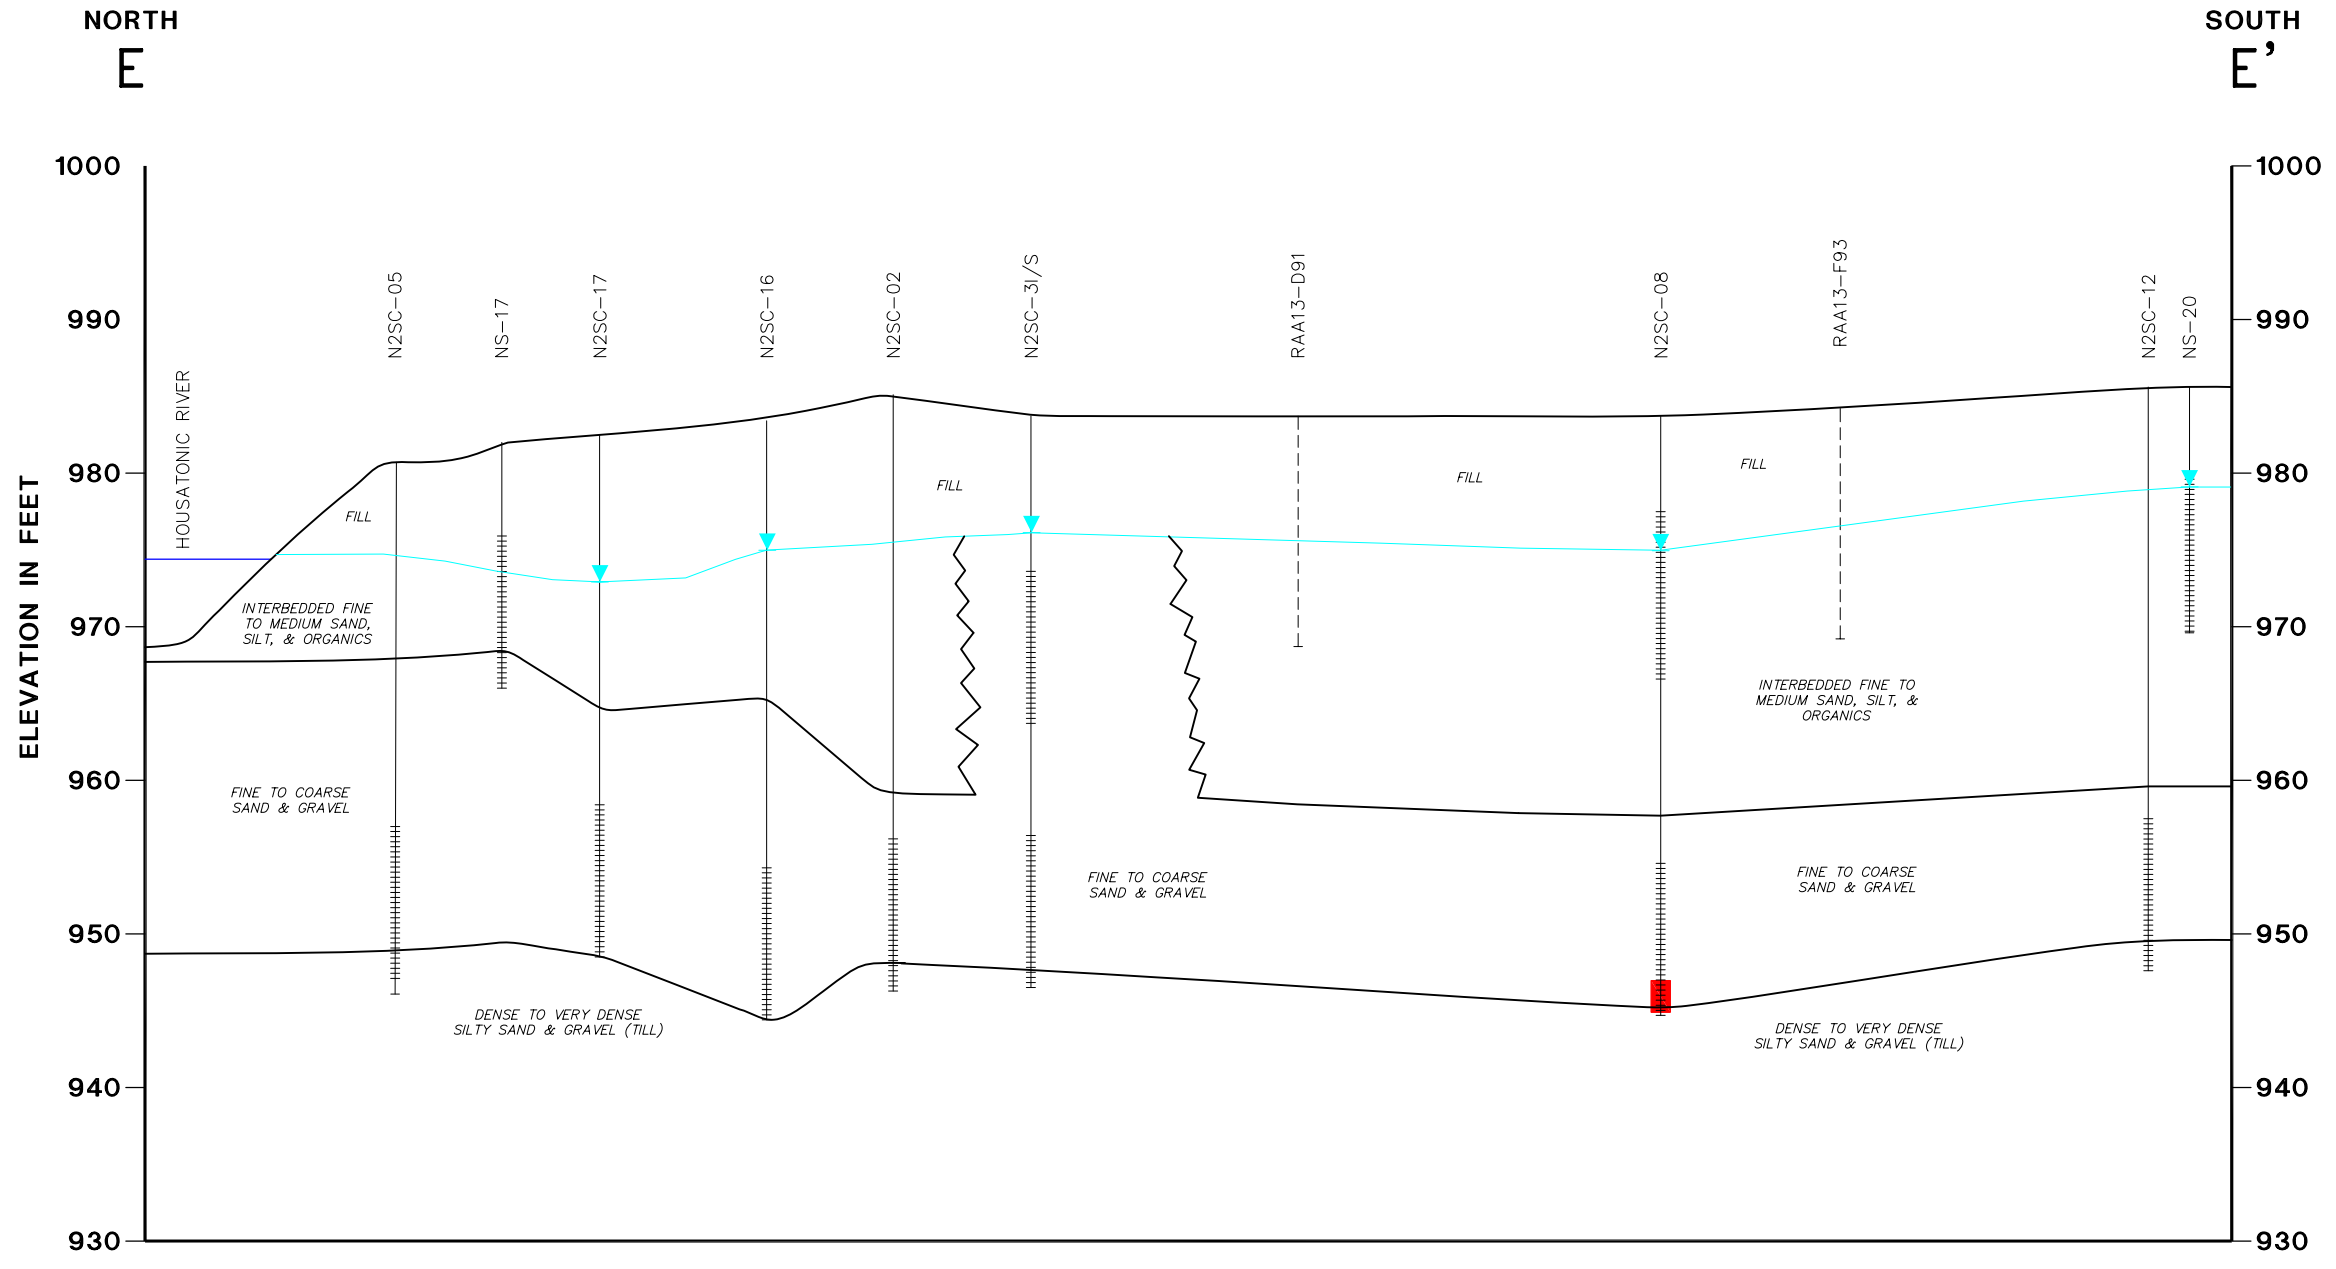 NORTH
SOUTH
E
E'
1000
1000
990
990
980
980
970
970
960
960
950
950
940
940
930
930
ELEVATION IN FEET
HOUSATONIC RIVER
N2SC-05
NS-17
N2SC-17
N2SC-16
N2SC-02
N2SC-3I/S
RAA13-D91
N2SC-08
RAA13-F93
N2SC-12
NS-20
FILL
FILL
FILL
FILL
INTERBEDDED FINE
TO MEDIUM SAND,
SILT, & ORGANICS
INTERBEDDED FINE TO
MEDIUM SAND, SILT, &
ORGANICS
FINE TO COARSE
SAND & GRAVEL
FINE TO COARSE
SAND & GRAVEL
FINE TO COARSE
SAND & GRAVEL
DENSE TO VERY DENSE
SILTY SAND & GRAVEL (TILL)
DENSE TO VERY DENSE
SILTY SAND & GRAVEL (TILL)